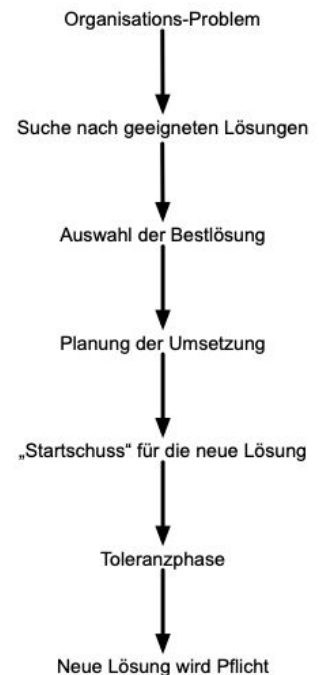 Organisations-Problem
Suche nach geeigneten Lösungen
Auswahl der Bestlösung
Planung der Umsetzung
„Startschuss“ für die neue Lösung
Toleranzphase
Neue Lösung wird Pflicht